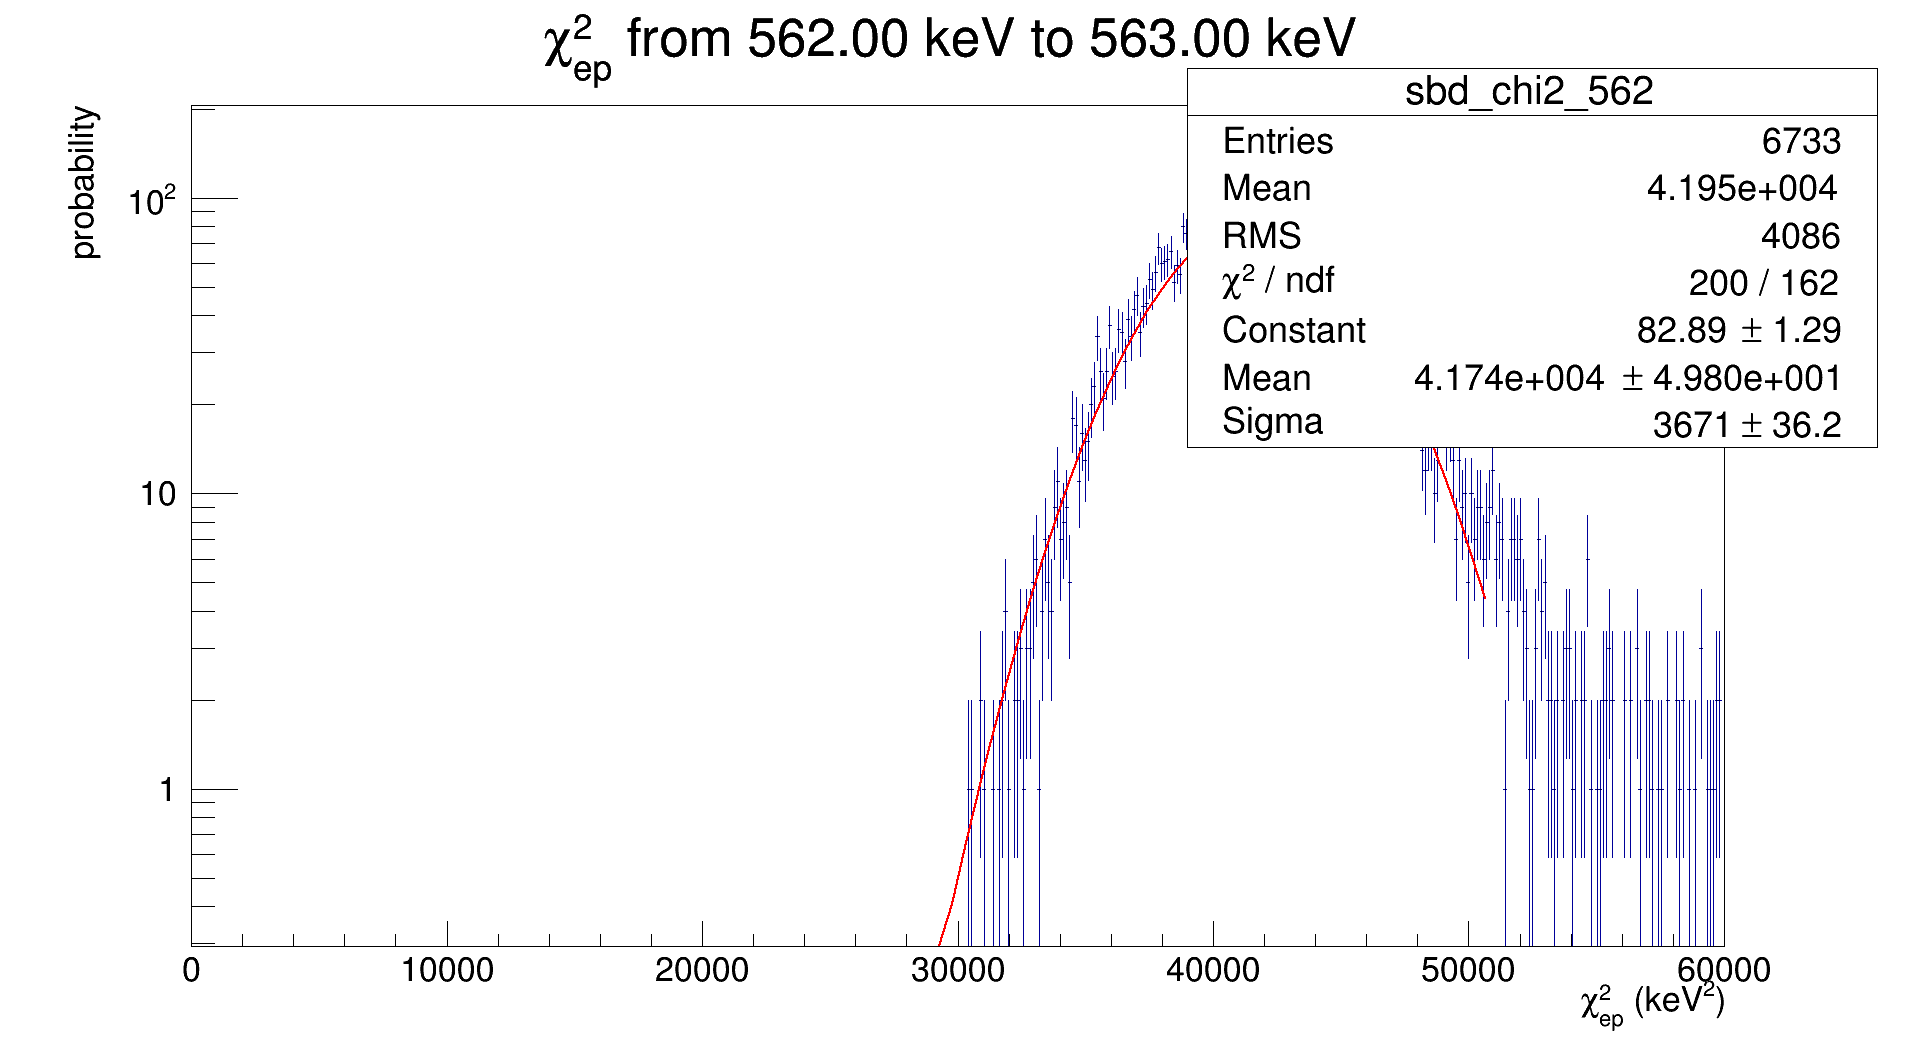 χ²ep from 562.00 keV to 563.00 keV
sbd_chi2_562
Entries 6733
Mean 4.195e+004
RMS 4086
χ² / ndf 200 / 162
Constant 82.89 ± 1.29
Mean 4.174e+004 ± 4.980e+001
Sigma 3671 ± 36.2
probability
10²
10
1
0 10000 20000 30000 40000 50000 60000
χ²ep (keV²)